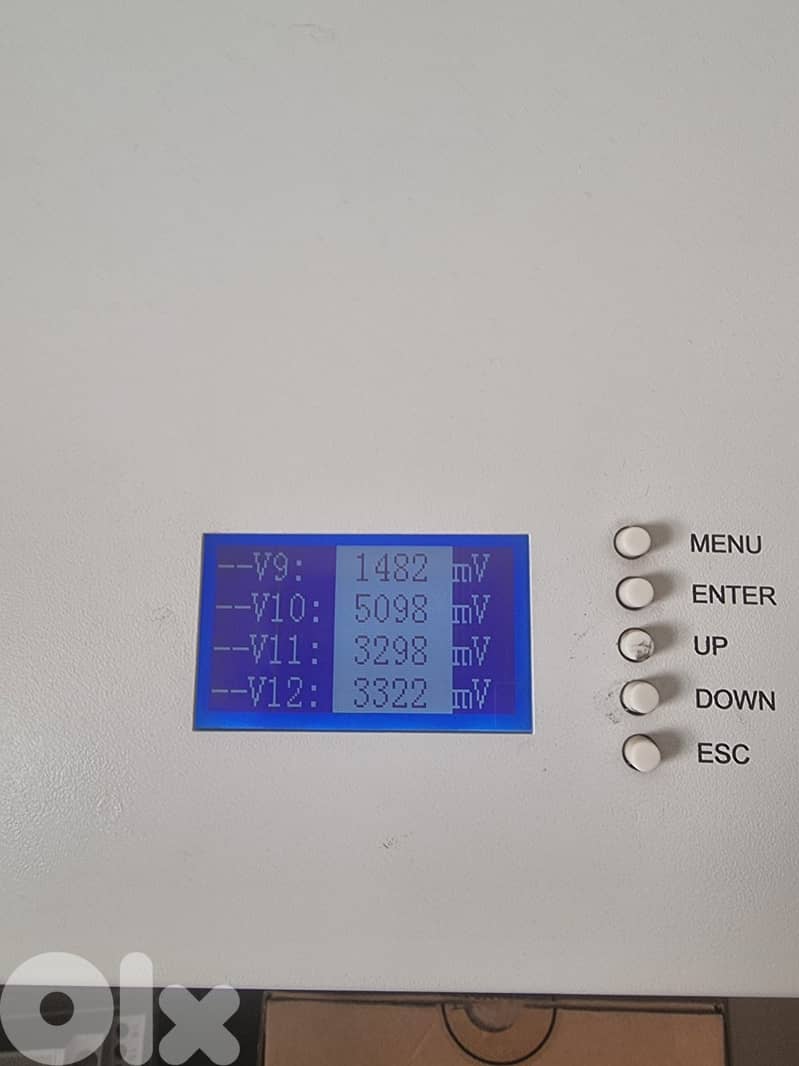 --V9: 1482 mV
--V10: 5098 mV
--V11: 3298 mV
--V12: 3322 mV
MENU
ENTER
UP
DOWN
ESC
olx